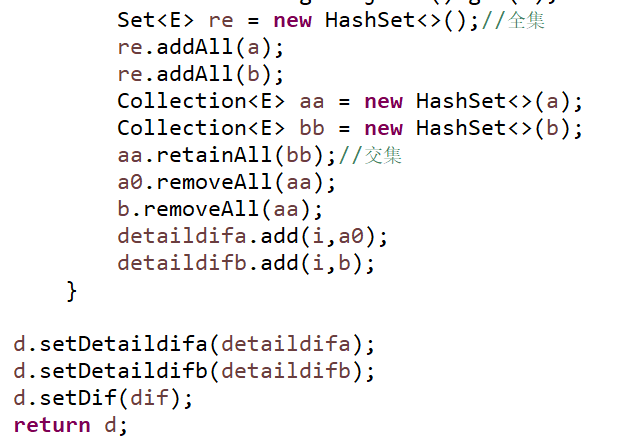 Set<E> re = new HashSet<>();//全集
re.addAll(a);
re.addAll(b);
Collection<E> aa = new HashSet<>(a);
Collection<E> bb = new HashSet<>(b);
aa.retainAll(bb);//交集
a0.removeAll(aa);
b.removeAll(aa);
detaildifa.add(i,a0);
detaildifb.add(i,b);
}
d.setDetaildifa(detaildifa);
d.setDetaildifb(detaildifb);
d.setDif(dif);
return d;